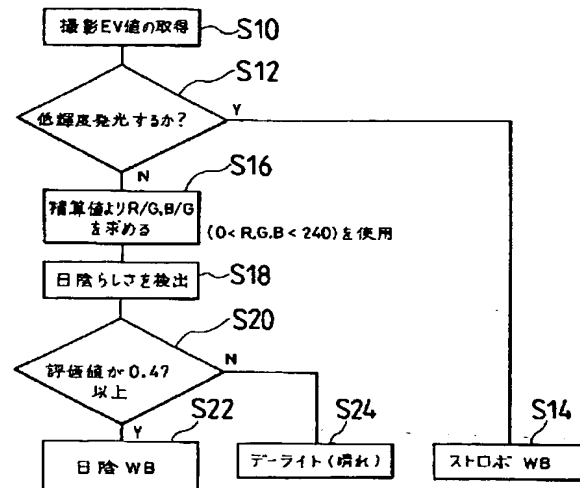 撮影EV値の取得
S10
S12
低輝度発光するか?
Y
N
S16
積算値よりR/G,B/G
を求める
(0<R,G,B<240)を使用
日陰らしさを検出
S18
S20
評価値が0.47
以上
N
Y
S22
S24
S14
日陰 WB
デーライト(晴れ)
ストロボ WB